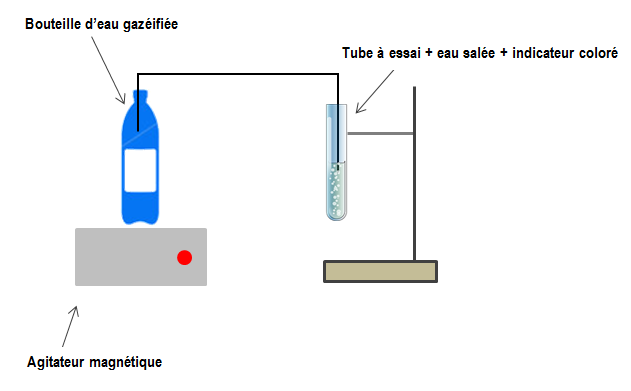 Bouteille d'eau gazéifiée
Tube à essai + eau salée + indicateur coloré
Agitateur magnétique